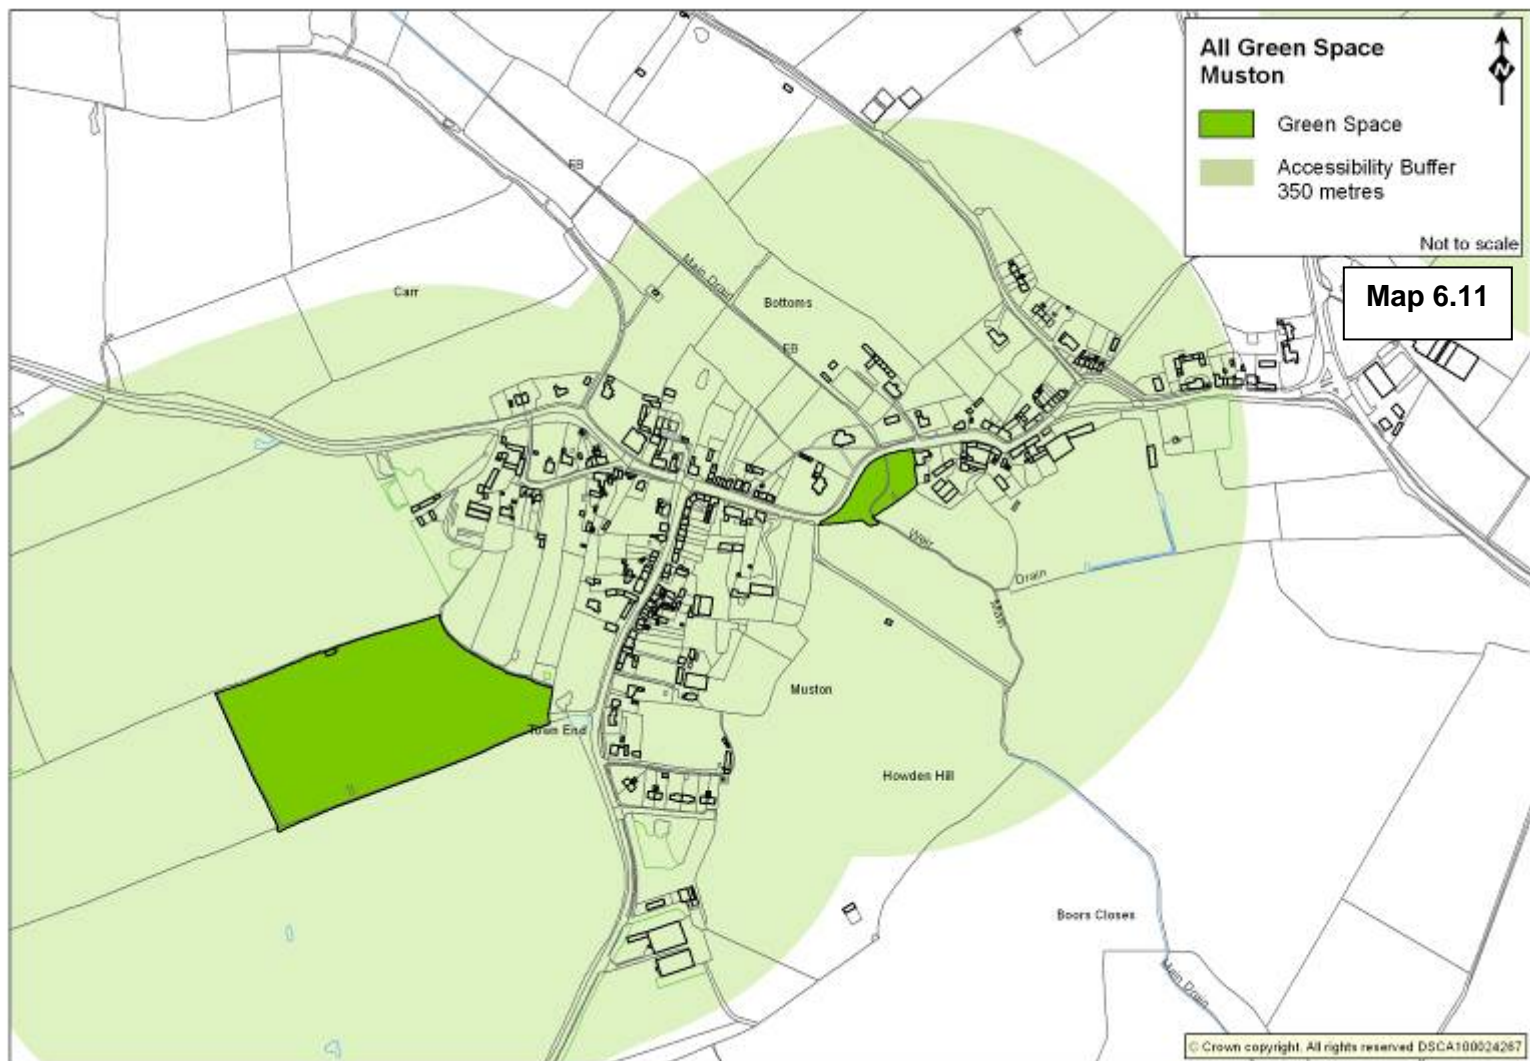 All Green Space
Muston
N
Green Space
Accessibility Buffer
350 metres
Not to scale
Map 6.11
FB
Main Drain
Carr
Bottoms
FB
Weir
Drain
Main
Muston
Town End
Howden Hill
Boors Closes
Main Drain
© Crown copyright. All rights reserved DSCA100024267